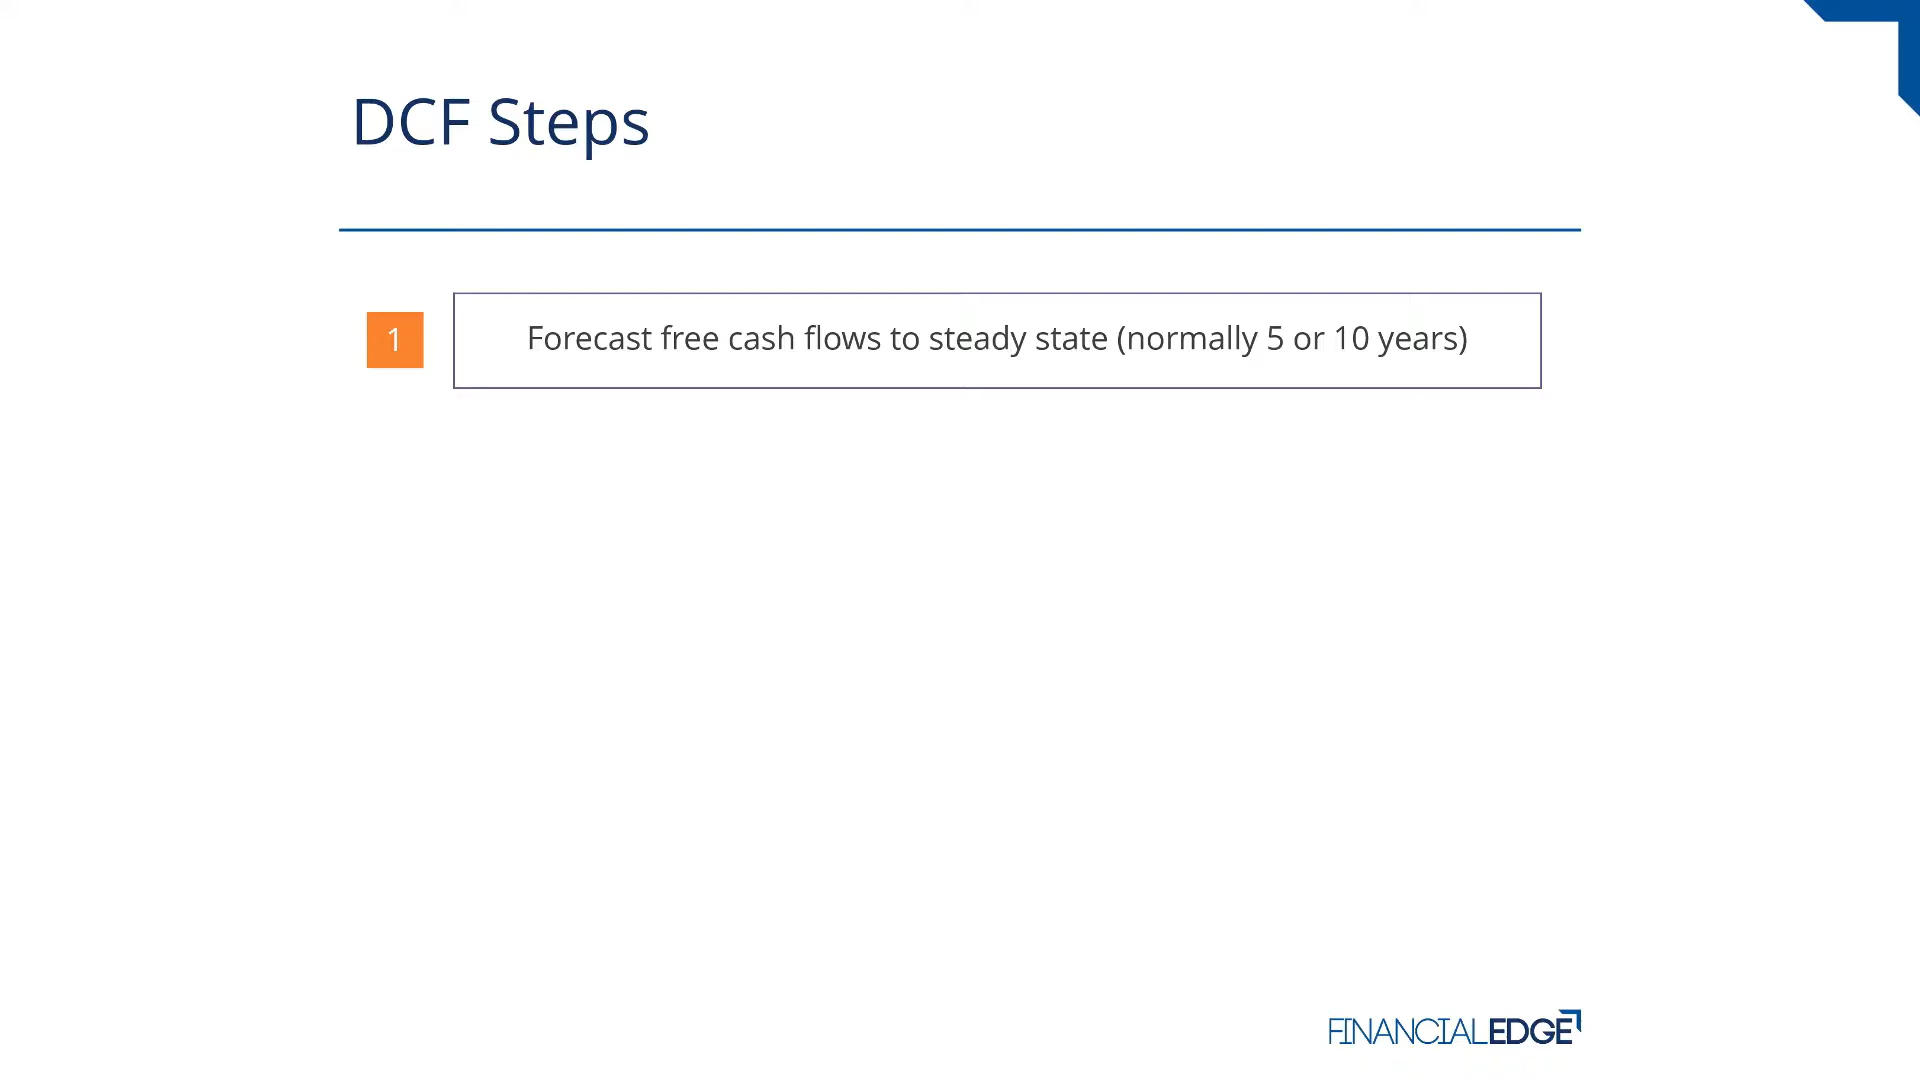 DCF Steps
1
Forecast free cash flows to steady state (normally 5 or 10 years)
FINANCIALEDGE